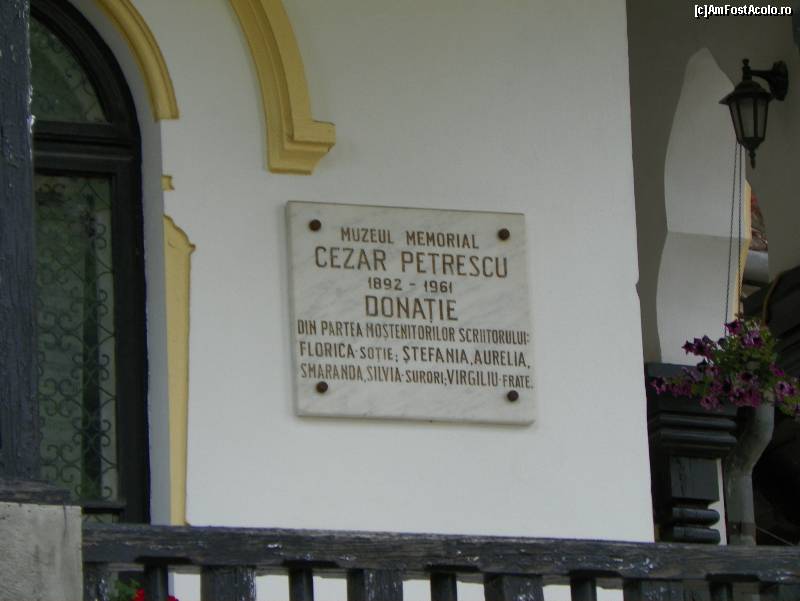 [c]AmFostAcolo.ro
MUZEUL MEMORIAL
CEZAR PETRESCU
1892 - 1961
DONAȚIE
DIN PARTEA MOSTENITORILOR SCRIITORULUI:
FLORICA-SOȚIE; ȘTEFANIA, AURELIA,
SMARANDA, SILVIA-SURORI; VIRGILIU-FRATE.